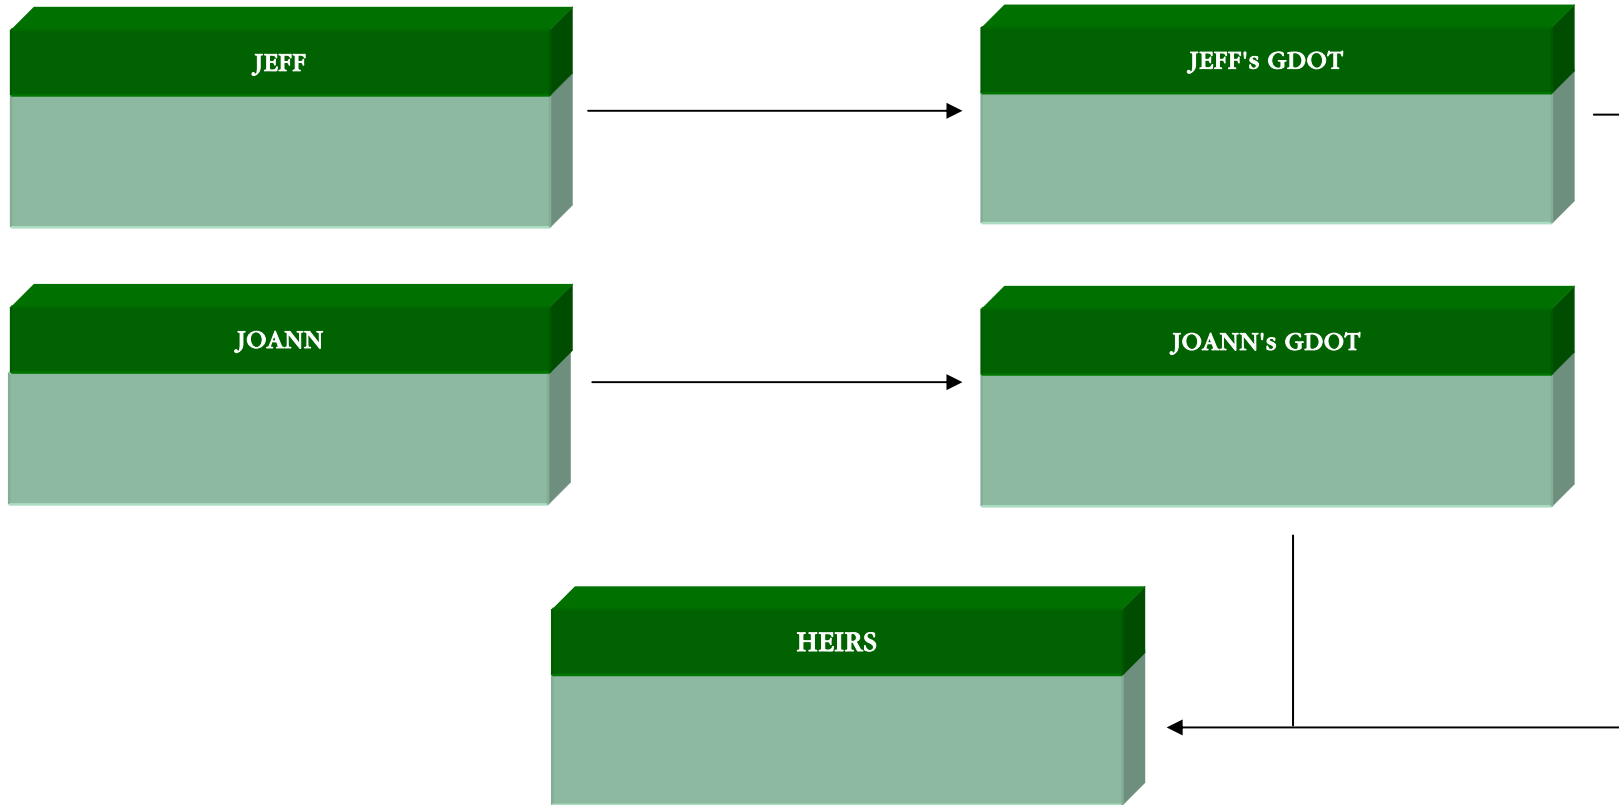 JEFF
JEFF's GDOT
JOANN
JOANN's GDOT
HEIRS